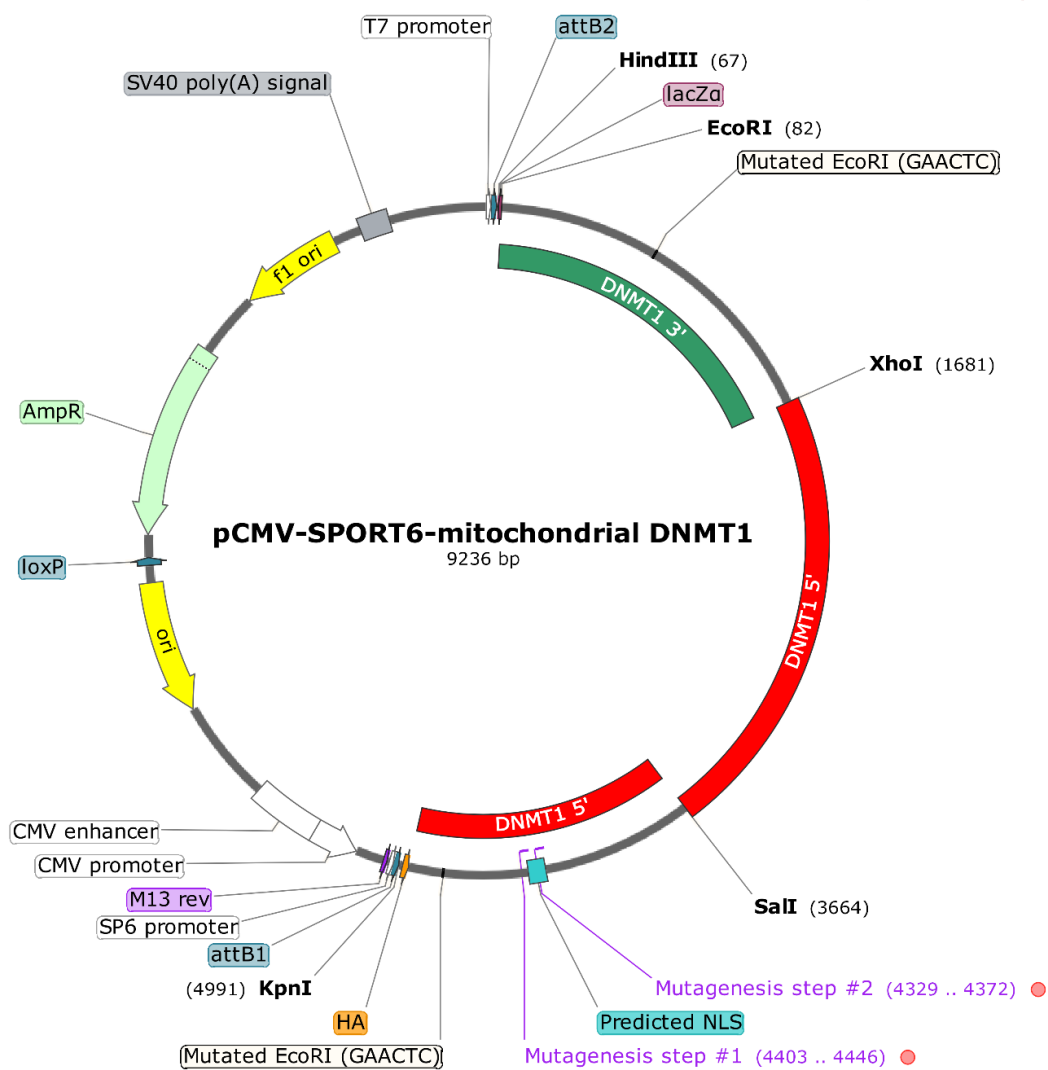 T7 promoter
attB2
HindIII (67)
SV40 poly(A) signal
lacZα
EcoRI (82)
Mutated EcoRI (GAACTC)
f1 ori
DNMT1 3'
XhoI (1681)
AmpR
pCMV-SPORT6-mitochondrial DNMT1
9236 bp
loxP
ori
DNMT1 5'
DNMT1 5'
CMV enhancer
CMV promoter
M13 rev
SalI (3664)
SP6 promoter
attB1
(4991) KpnI
Mutagenesis step #2 (4329 .. 4372)
HA
Predicted NLS
Mutated EcoRI (GAACTC)
Mutagenesis step #1 (4403 .. 4446)